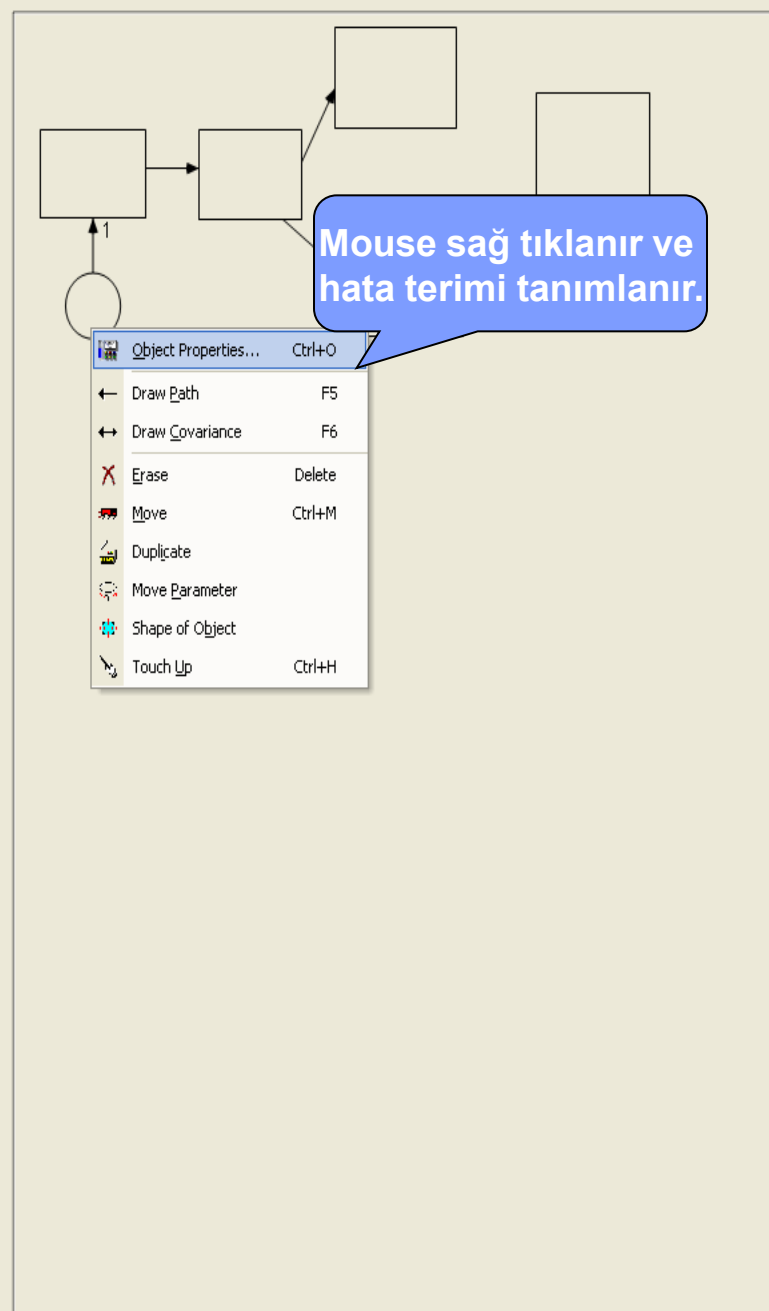 1
Mouse sağ tıklanır ve
hata terimi tanımlanır.
Object Properties... Ctrl+O
Draw Path F5
Draw Covariance F6
Erase Delete
Move Ctrl+M
Duplicate
Move Parameter
Shape of Object
Touch Up Ctrl+H